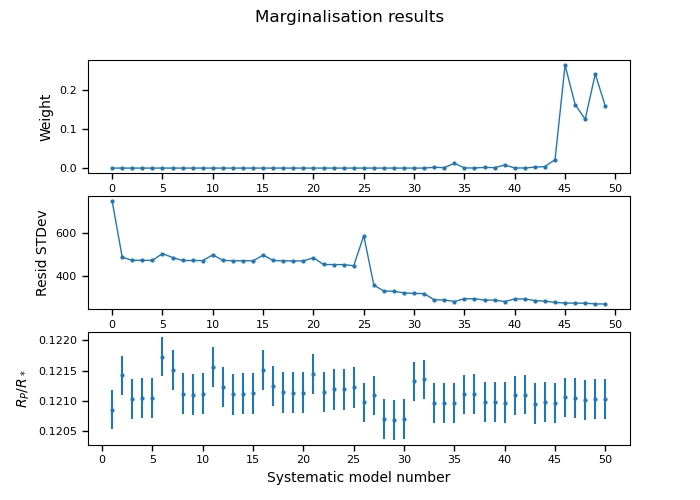 Marginalisation results
Weight
0.2
0.1
0.0
0 5 10 15 20 25 30 35 40 45 50
Resid STDev
600
400
0 5 10 15 20 25 30 35 40 45 50
R_P/R_*
0.1220
0.1215
0.1210
0.1205
0 5 10 15 20 25 30 35 40 45 50
Systematic model number